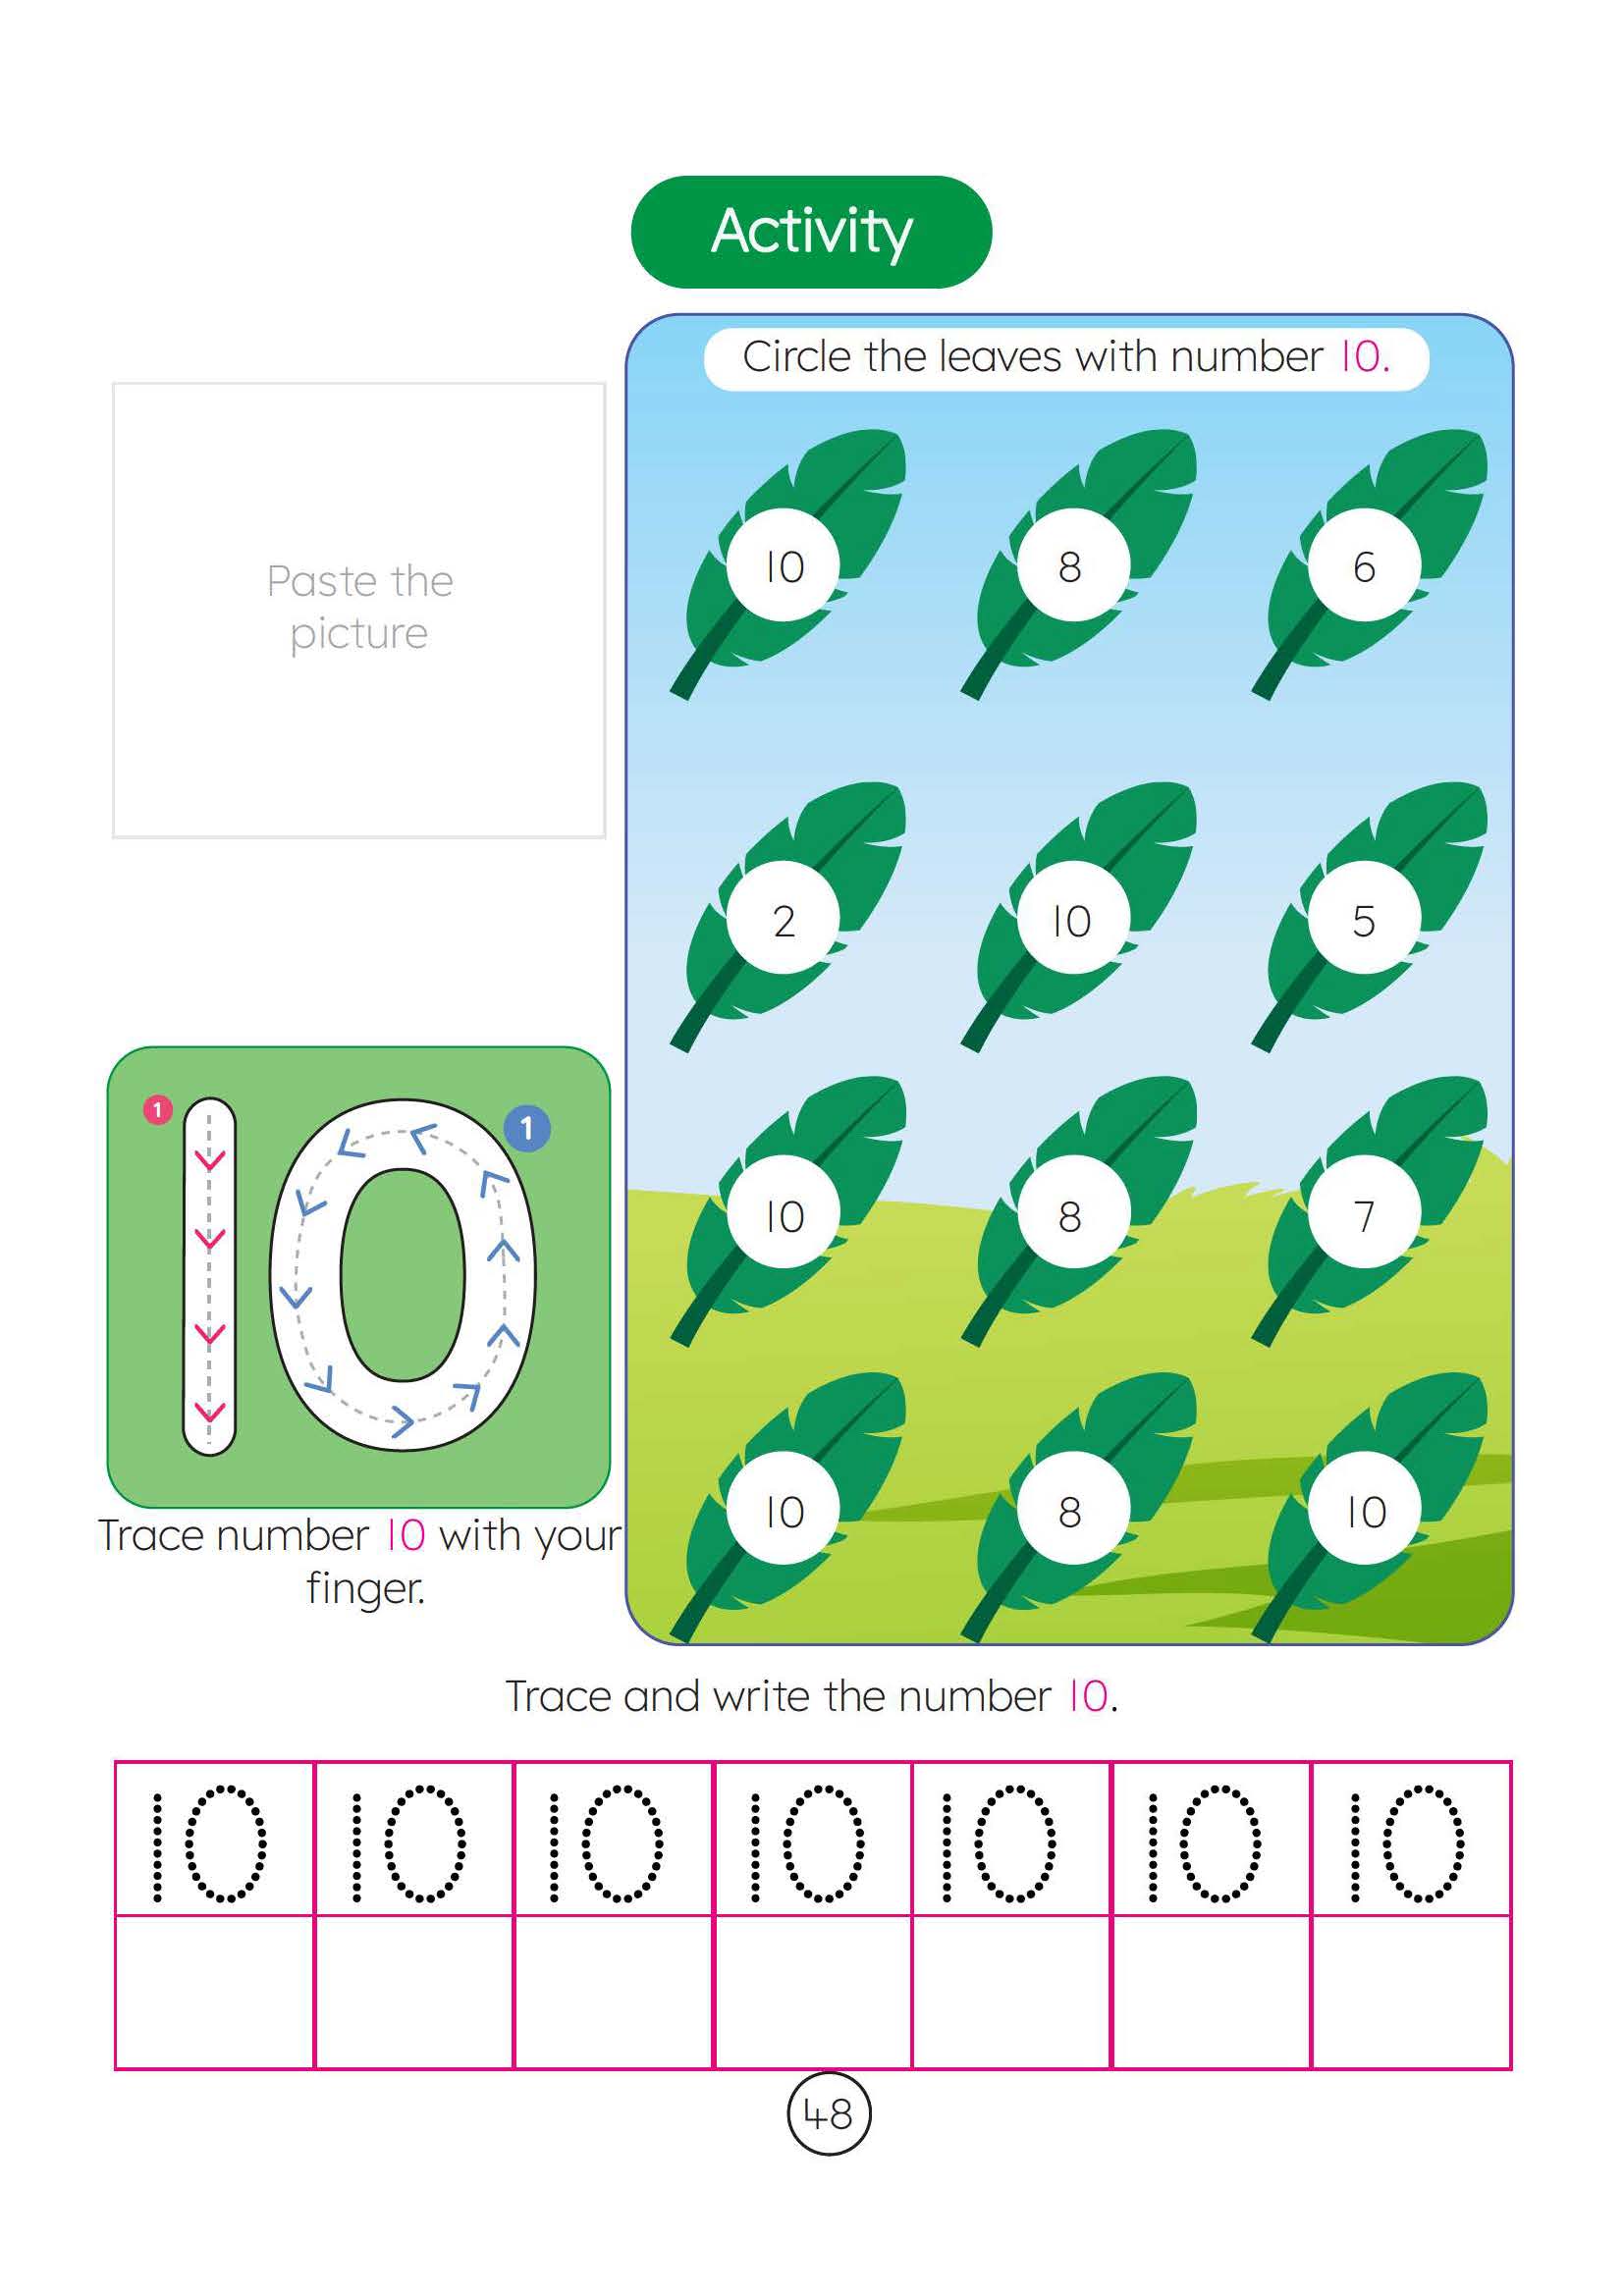 Activity
Circle the leaves with number 10.
Paste the
picture
10 8 6
2 10 5
10 8 7
10 8 10
1 1
10
Trace number 10 with your
finger.
Trace and write the number 10.
10 10 10 10 10 10 10
48